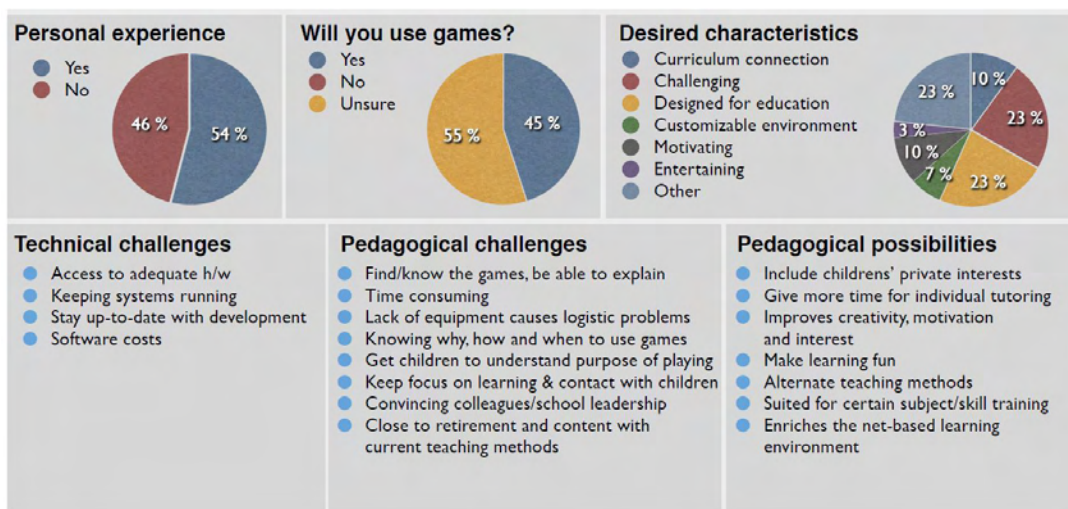 Personal experience
Yes
No
46 %
54 %
Will you use games?
Yes
No
Unsure
55 %
45 %
Desired characteristics
Curriculum connection
Challenging
Designed for education
Customizable environment
Motivating
Entertaining
Other
10 %
23 %
23 %
7 %
10 %
3 %
23 %
Technical challenges
Access to adequate h/w
Keeping systems running
Stay up-to-date with development
Software costs
Pedagogical challenges
Find/know the games, be able to explain
Time consuming
Lack of equipment causes logistic problems
Knowing why, how and when to use games
Get children to understand purpose of playing
Keep focus on learning & contact with children
Convincing colleagues/school leadership
Close to retirement and content with
current teaching methods
Pedagogical possibilities
Include childrens' private interests
Give more time for individual tutoring
Improves creativity, motivation
and interest
Make learning fun
Alternate teaching methods
Suited for certain subject/skill training
Enriches the net-based learning
environment